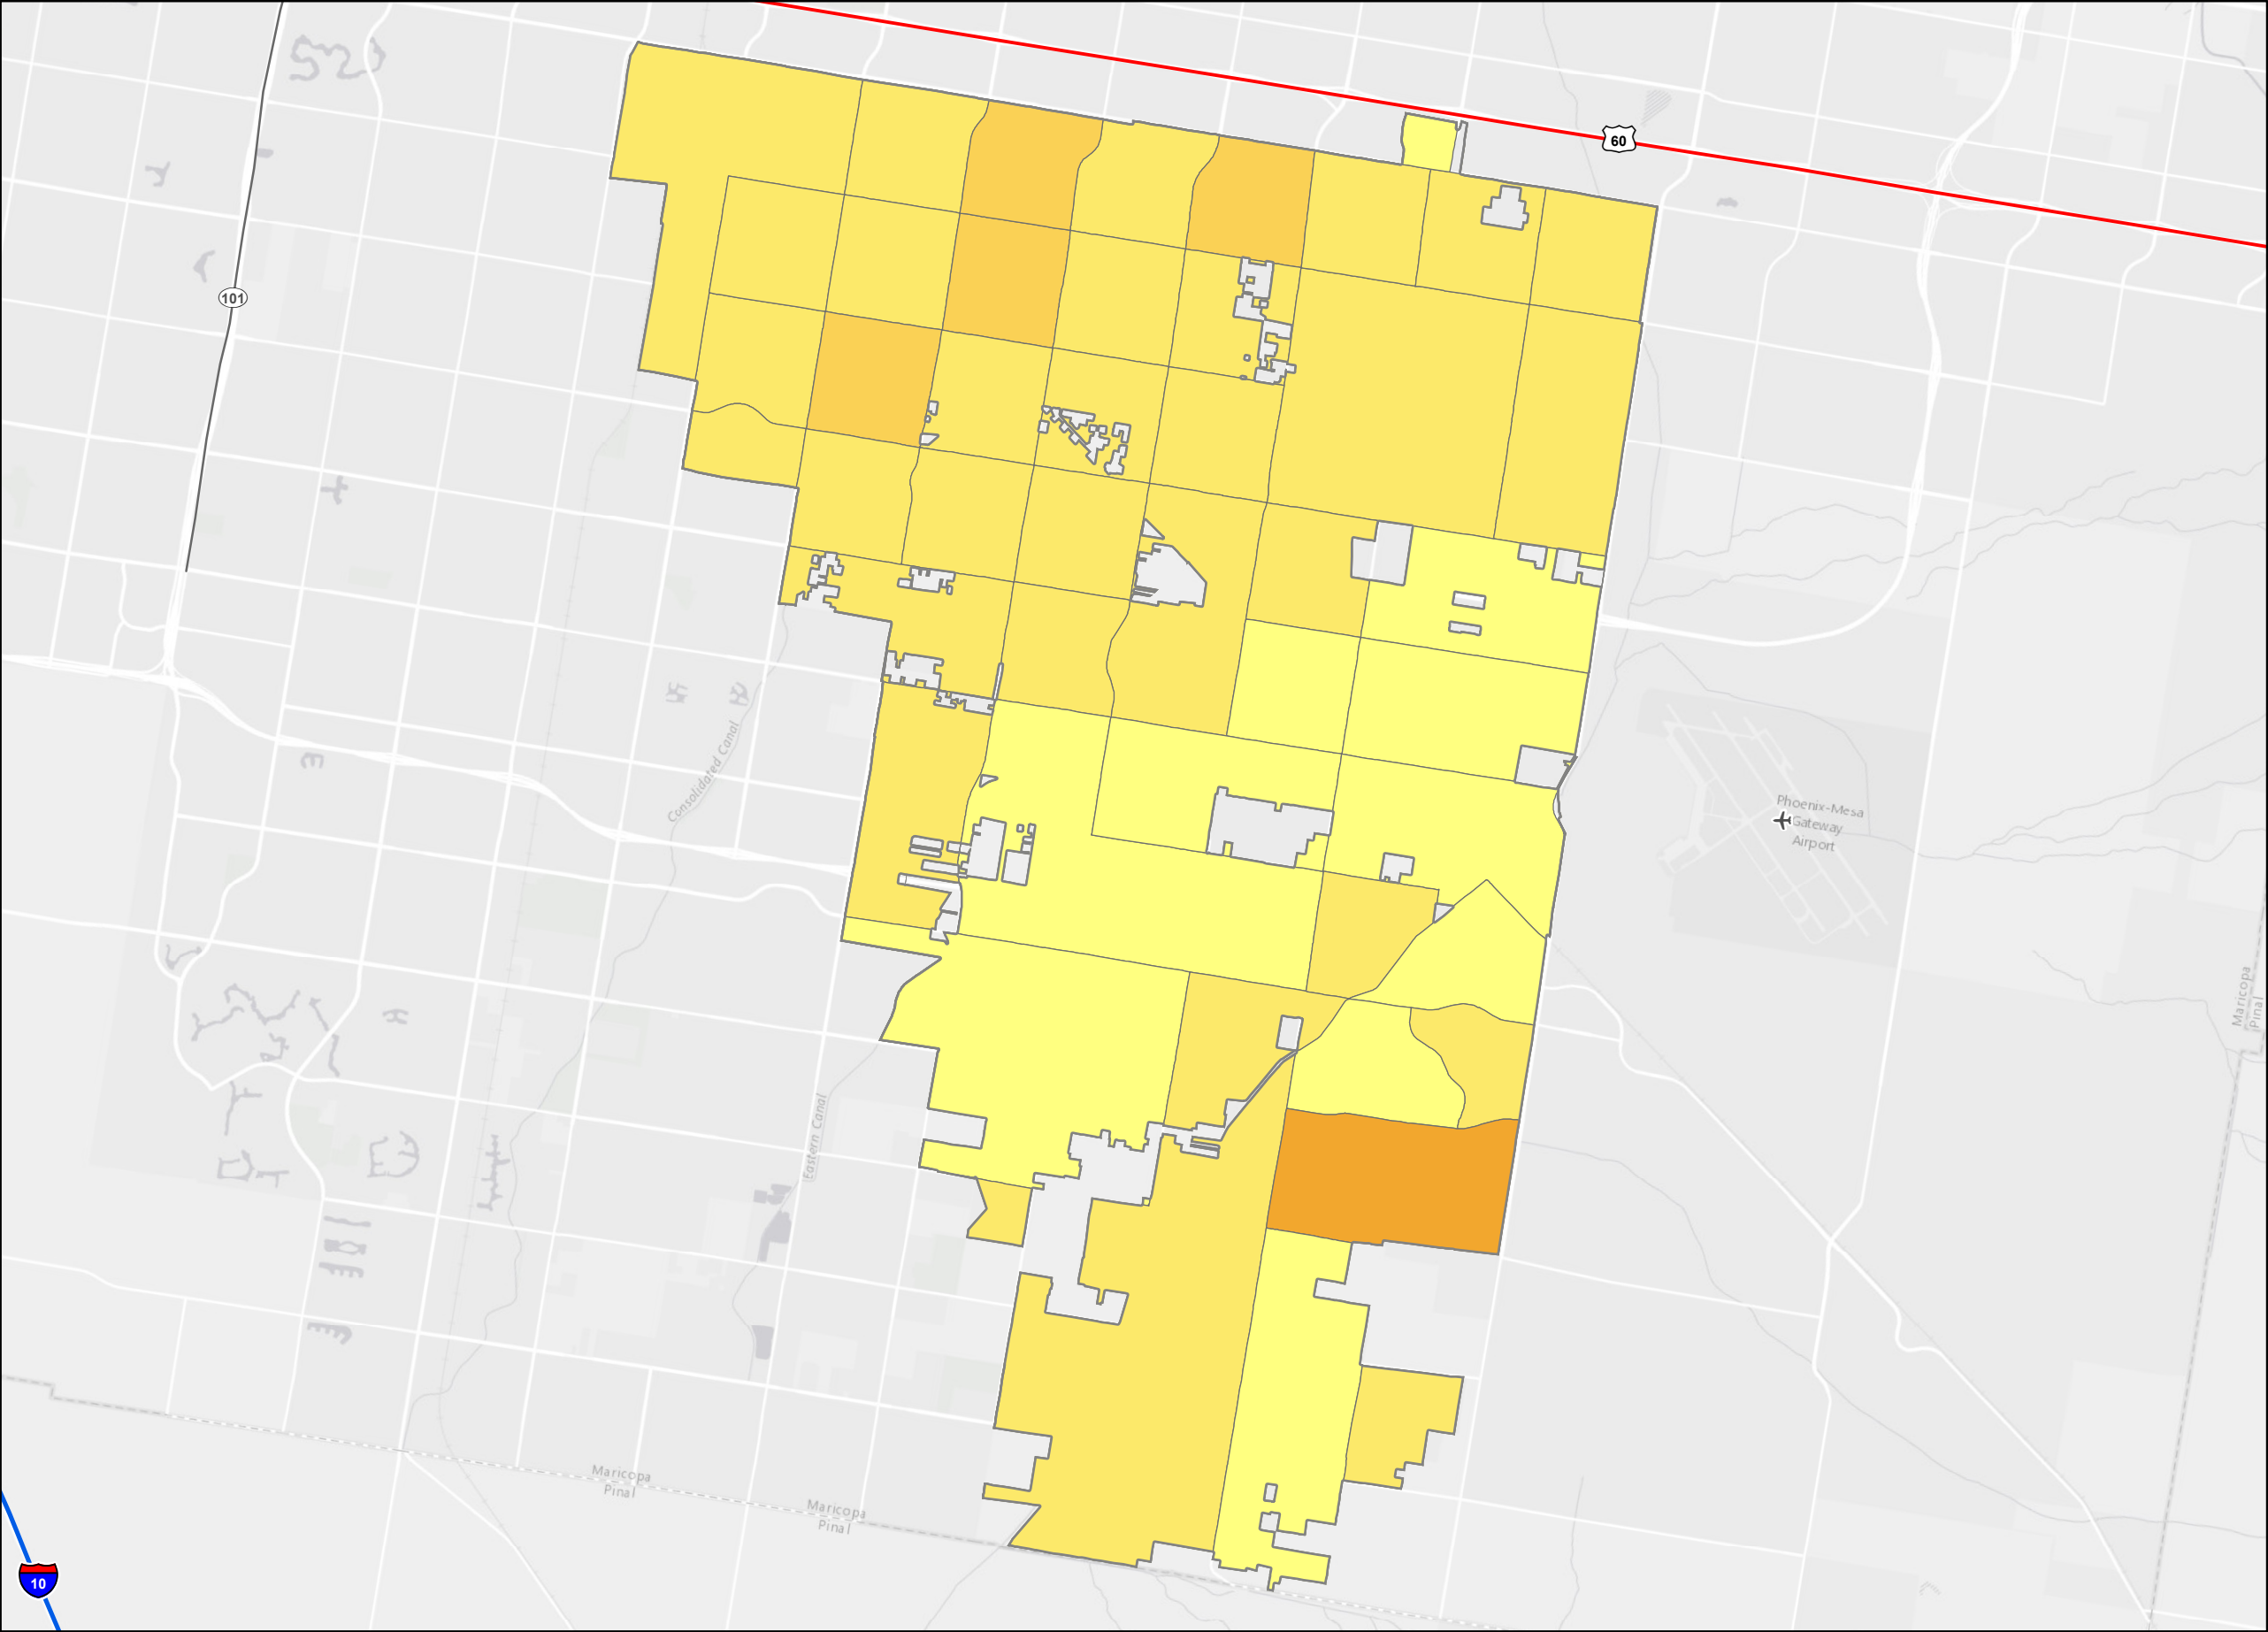 60
101
Consolidated Canal
Phoenix-Mesa
Gateway
Airport
Maricopa
Pinal
Eastern Canal
Maricopa
Pinal
Maricopa
Pinal
10